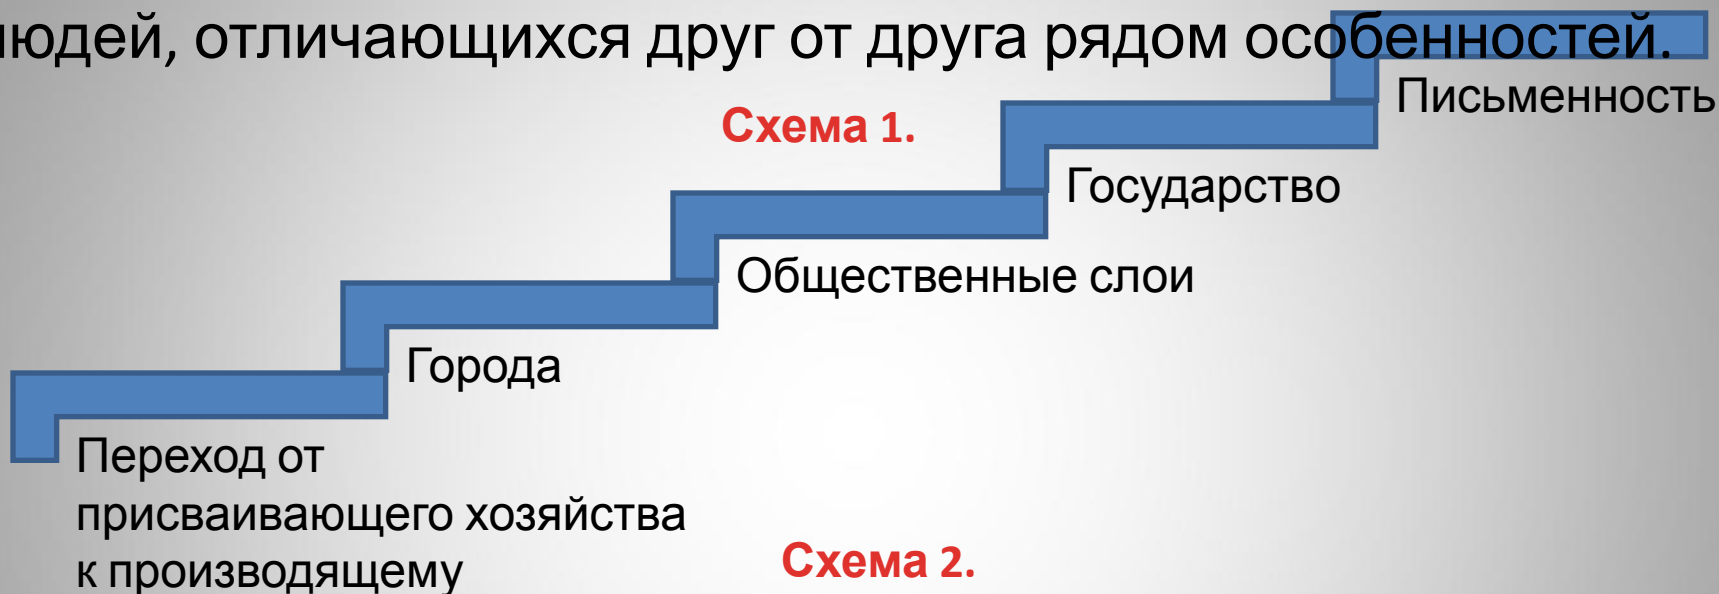 людей, отличающихся друг от друга рядом особенностей.
Письменность
Схема 1.
Государство
Общественные слои
Города
Переход от
присваивающего хозяйства
к производящему
Схема 2.